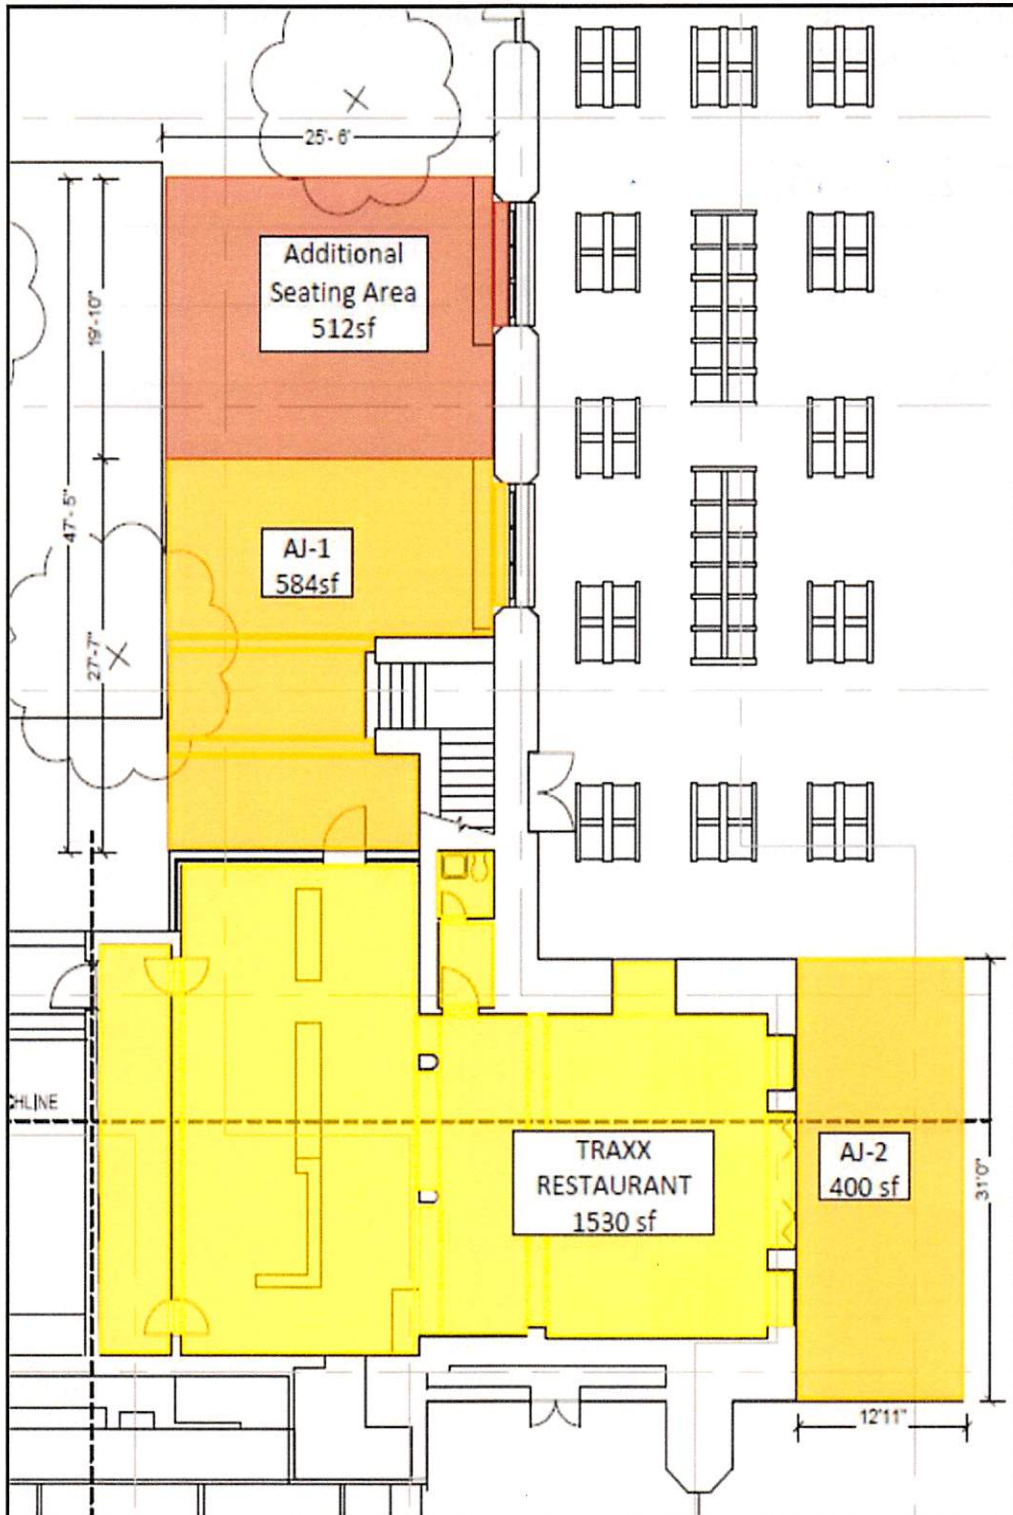 25'- 6'
Additional
Seating Area
512sf
19'-10"
47'- 5"
AJ-1
584sf
27'-7"
CHLINE
TRAXX
RESTAURANT
1530 sf
AJ-2
400 sf
31'0"
12'11"